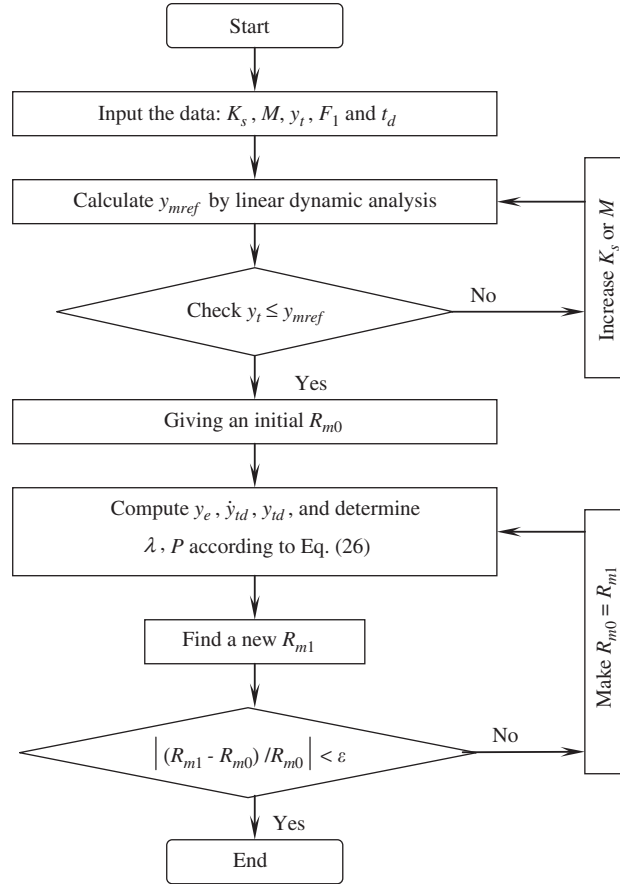 Start
Input the data: K_s, M, y_t, F_1 and t_d
Calculate y_mref by linear dynamic analysis
Increase K_s or M
Check y_t ≤ y_mref
No
Yes
Giving an initial R_m0
Compute y_e, ẏ_td, y_td, and determine
λ, P according to Eq. (26)
Make R_m0 = R_m1
Find a new R_m1
| (R_m1 - R_m0) /R_m0 | < ε
No
Yes
End